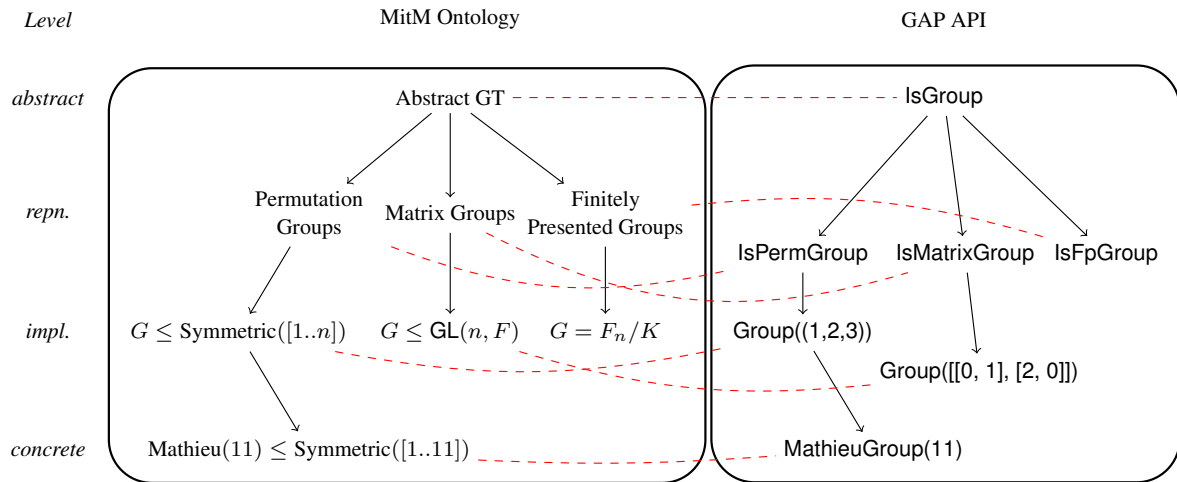 Level MitM Ontology GAP API
abstract Abstract GT IsGroup
repn. Permutation Groups Matrix Groups Finitely Presented Groups
IsPermGroup IsMatrixGroup IsFpGroup
impl. G ≤ Symmetric([1..n]) G ≤ GL(n, F) G = Fₙ/K Group((1,2,3))
Group([[0, 1], [2, 0]])
concrete Mathieu(11) ≤ Symmetric([1..11]) MathieuGroup(11)